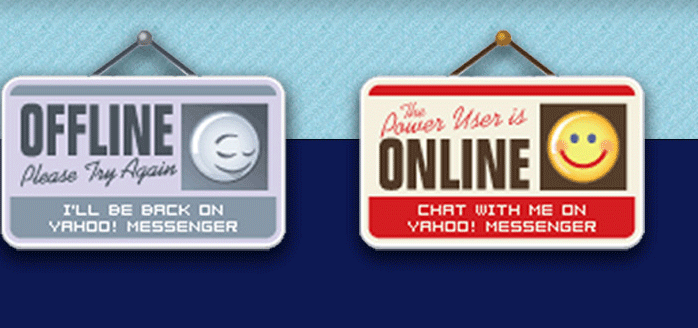 OFFLINE
Please Try Again
I'LL BE BACK ON
YAHOO! MESSENGER
The
Power User is
ONLINE
CHAT WITH ME ON
YAHOO! MESSENGER